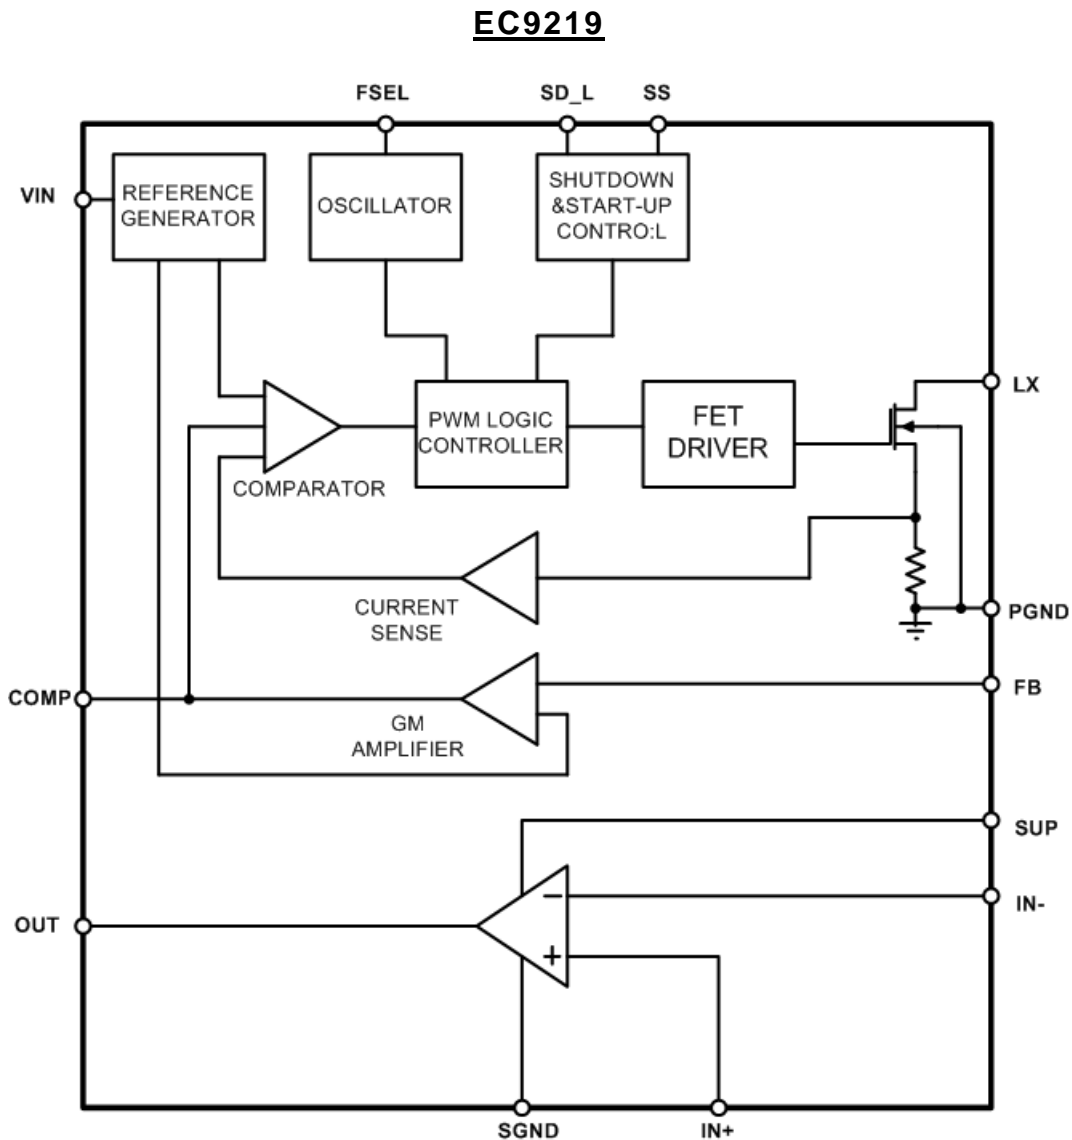 EC9219
FSEL
SD_L
SS
VIN
REFERENCE
GENERATOR
OSCILLATOR
SHUTDOWN
&START-UP
CONTRO:L
LX
PWM LOGIC
CONTROLLER
FET
DRIVER
COMPARATOR
CURRENT
SENSE
PGND
COMP
FB
GM
AMPLIFIER
SUP
IN-
OUT
−
+
SGND
IN+